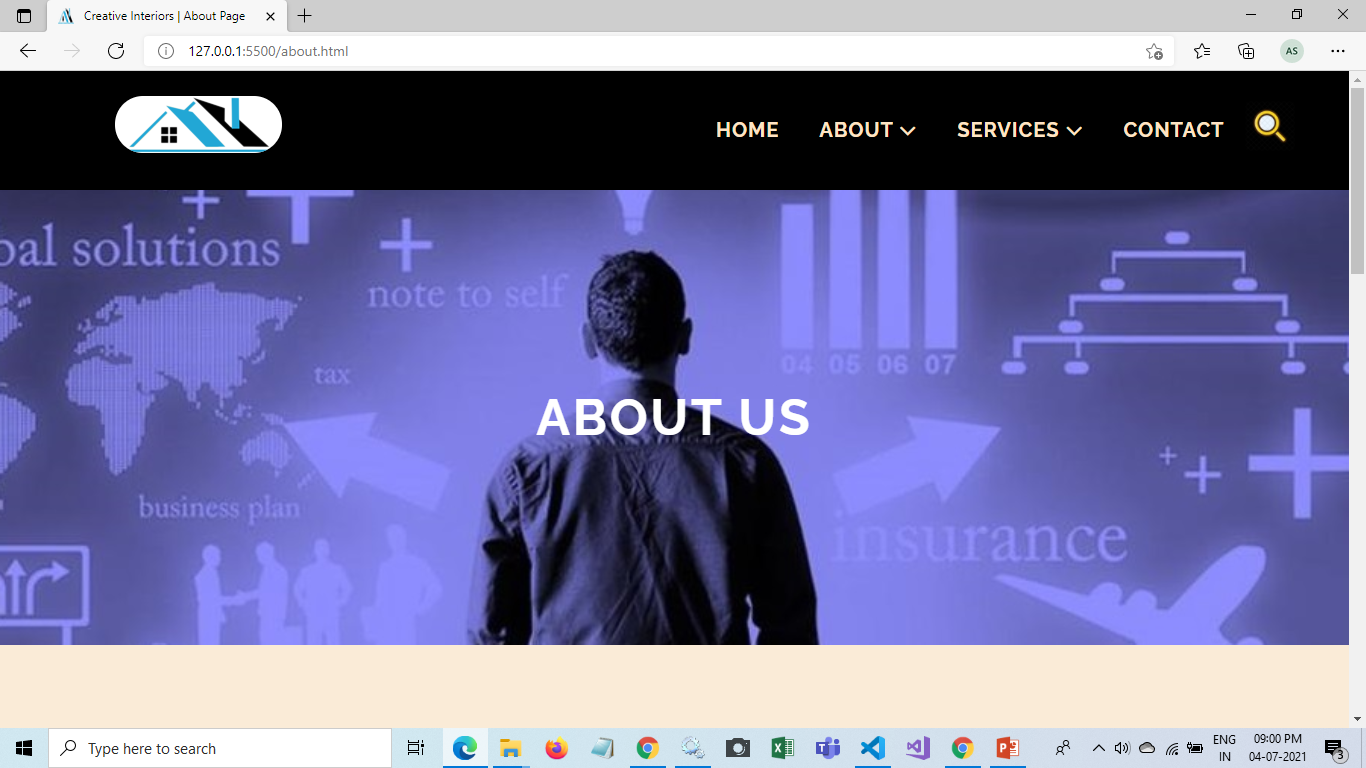 Creative Interiors | About Page
127.0.0.1:5500/about.html
AS
HOME ABOUT SERVICES CONTACT
bal solutions
note to self
04 05 06 07
tax
ABOUT US
business plan
insurance
Type here to search
ENG
IN
09:00 PM
04-07-2021
3